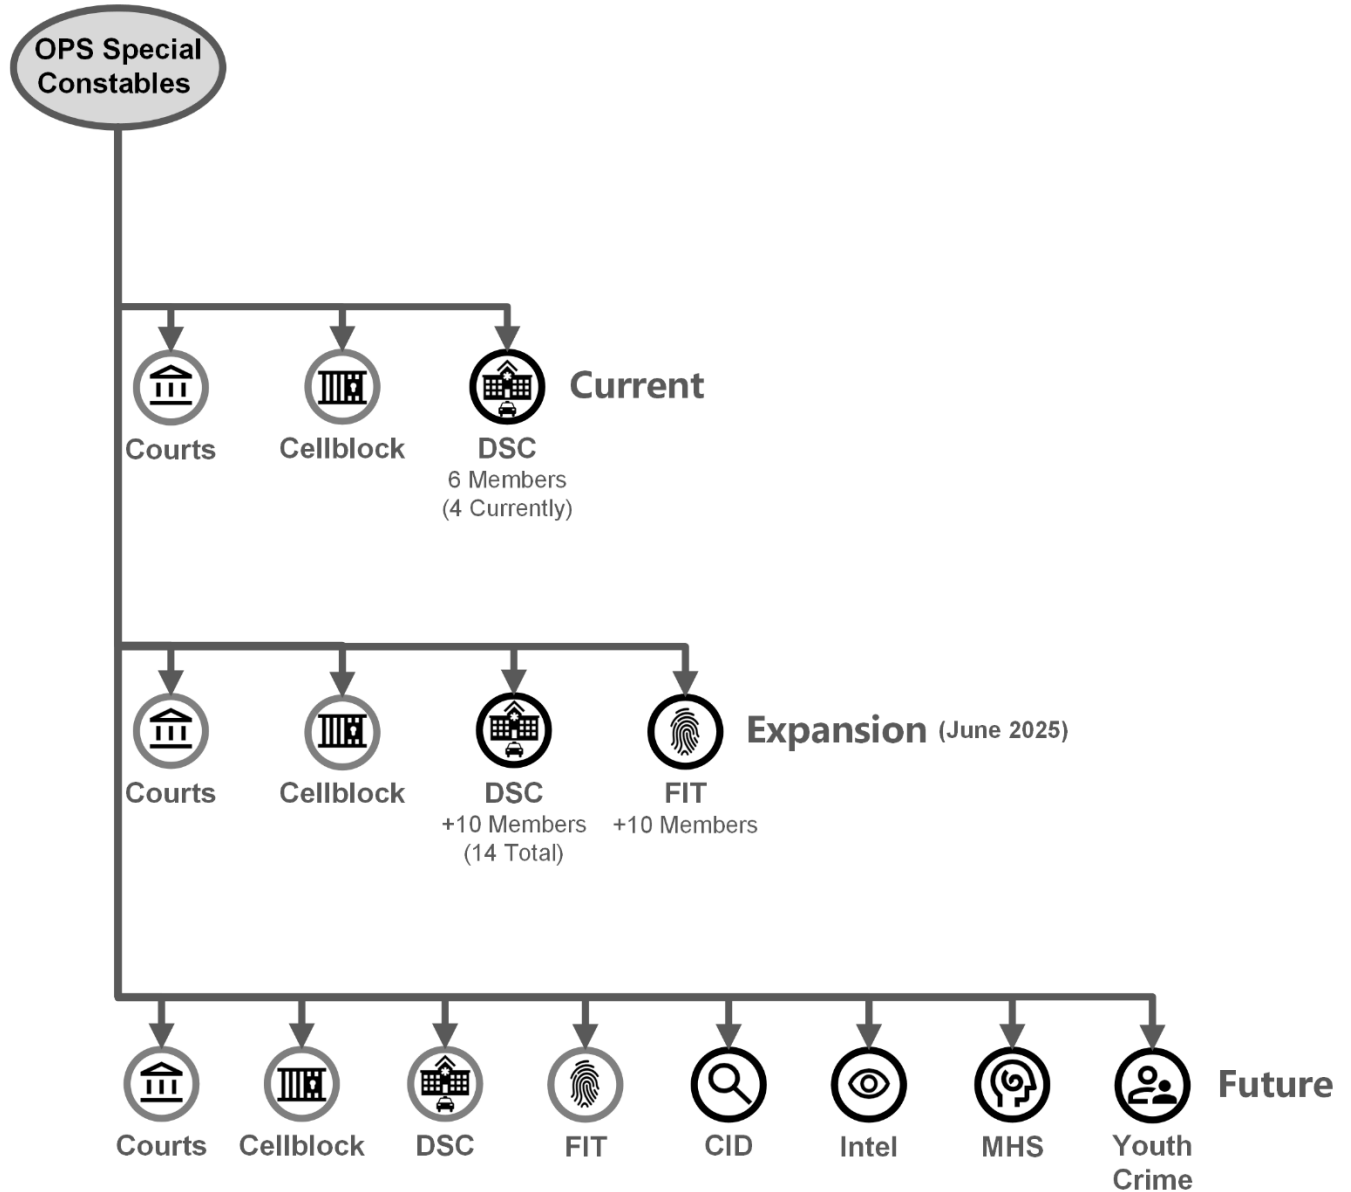 OPS Special
Constables
Current
Courts
Cellblock
DSC
6 Members
(4 Currently)
Expansion (June 2025)
Courts
Cellblock
DSC
FIT
+10 Members
+10 Members
(14 Total)
Future
Courts
Cellblock
DSC
FIT
CID
Intel
MHS
Youth
Crime